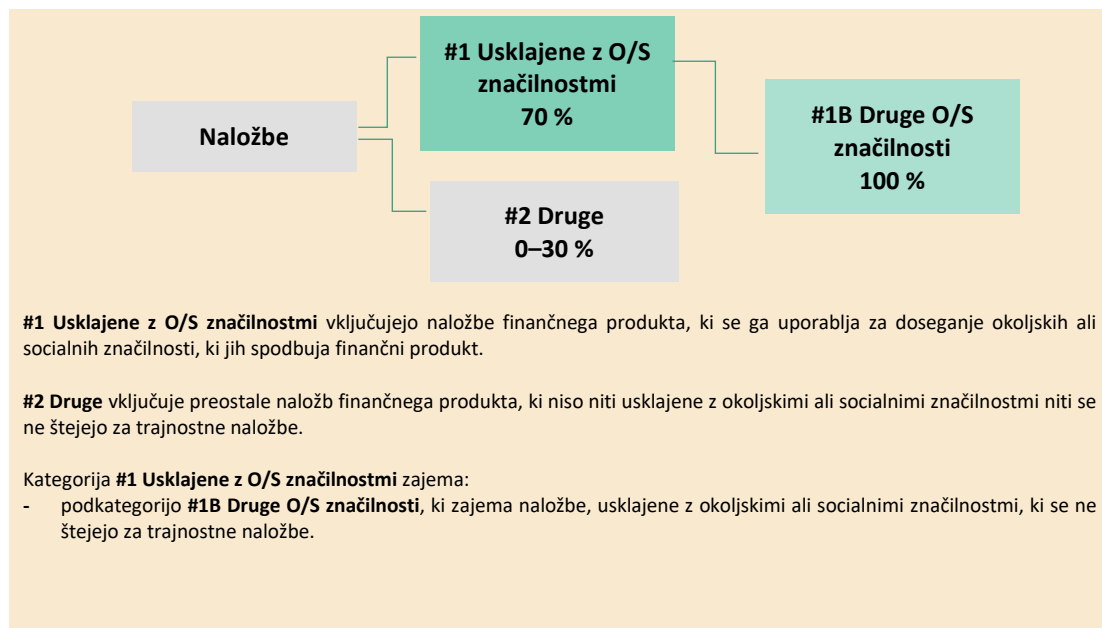 #1 Usklajene z O/S
značilnostmi
70 %
Naložbe
#1B Druge O/S
značilnosti
100 %
#2 Druge
0–30 %
#1 Usklajene z O/S značilnostmi vključujejo naložbe finančnega produkta, ki se ga uporablja za doseganje okoljskih ali
socialnih značilnosti, ki jih spodbuja finančni produkt.
#2 Druge vključuje preostale naložb finančnega produkta, ki niso niti usklajene z okoljskimi ali socialnimi značilnostmi niti se
ne štejejo za trajnostne naložbe.
Kategorija #1 Usklajene z O/S značilnostmi zajema:
- podkategorijo #1B Druge O/S značilnosti, ki zajema naložbe, usklajene z okoljskimi ali socialnimi značilnostmi, ki se ne
štejejo za trajnostne naložbe.